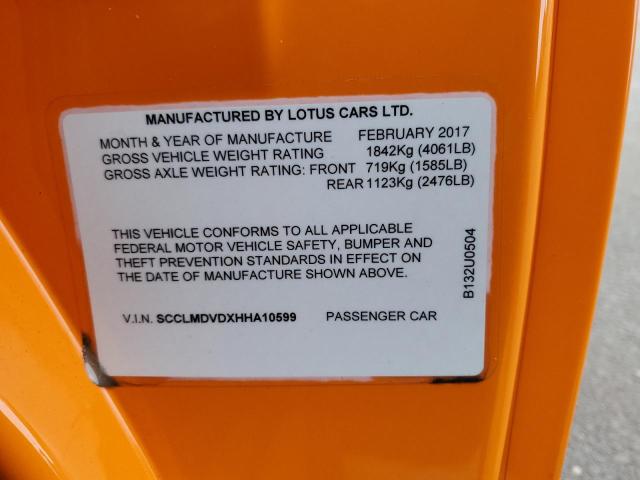 MANUFACTURED BY LOTUS CARS LTD.
MONTH & YEAR OF MANUFACTURE FEBRUARY 2017
GROSS VEHICLE WEIGHT RATING 1842Kg (4061LB)
GROSS AXLE WEIGHT RATING: FRONT 719Kg (1585LB)
REAR 1123Kg (2476LB)
THIS VEHICLE CONFORMS TO ALL APPLICABLE
FEDERAL MOTOR VEHICLE SAFETY, BUMPER AND
THEFT PREVENTION STANDARDS IN EFFECT ON
THE DATE OF MANUFACTURE SHOWN ABOVE.
V.I.N. SCCLMDVDXHHA10599 PASSENGER CAR
B132U0504